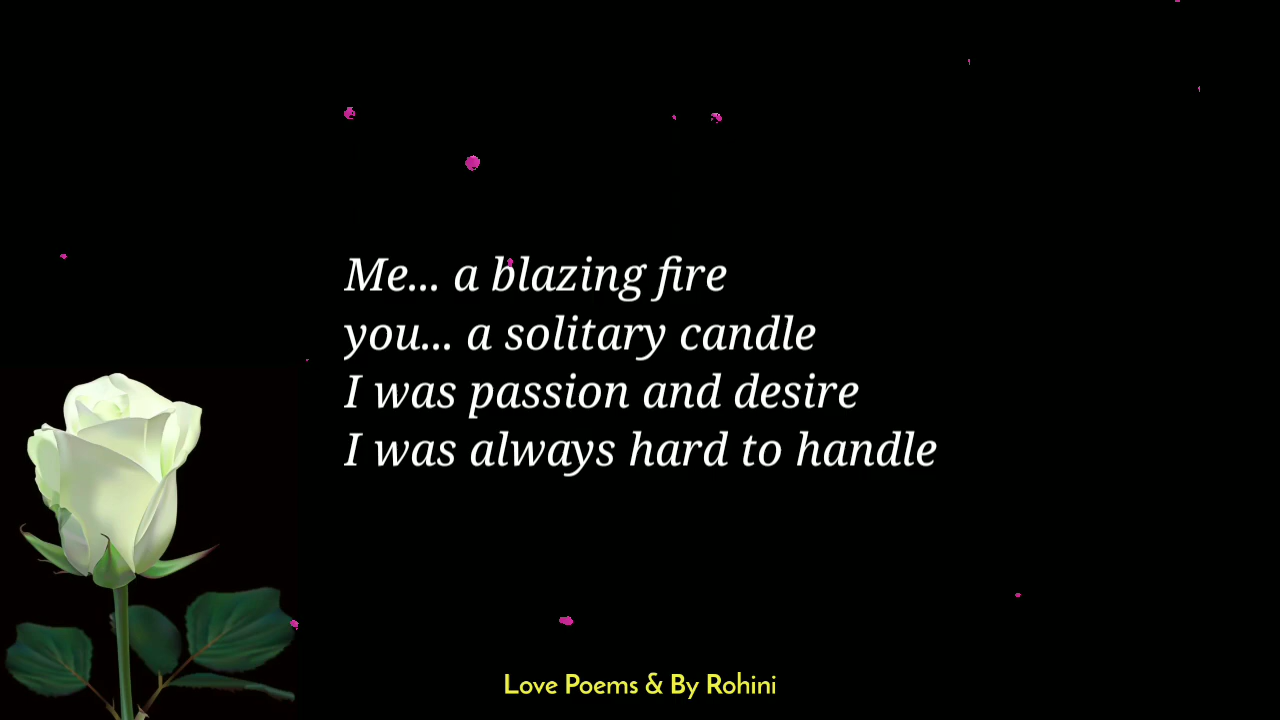 Me... a blazing fire
you... a solitary candle
I was passion and desire
I was always hard to handle
Love Poems & By Rohini